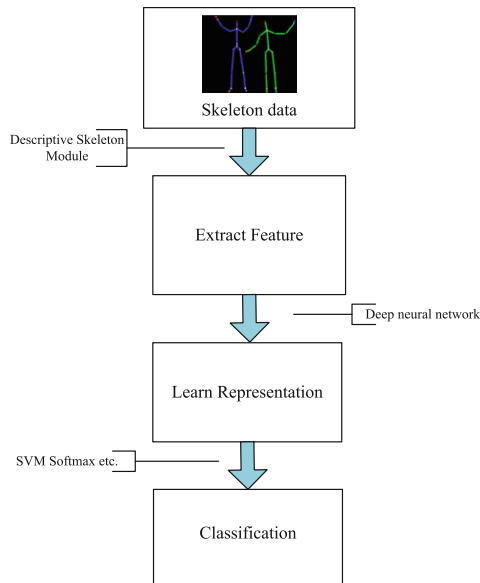 Skeleton data
Descriptive Skeleton
Module
Extract Feature
Deep neural network
Learn Representation
SVM Softmax etc.
Classification